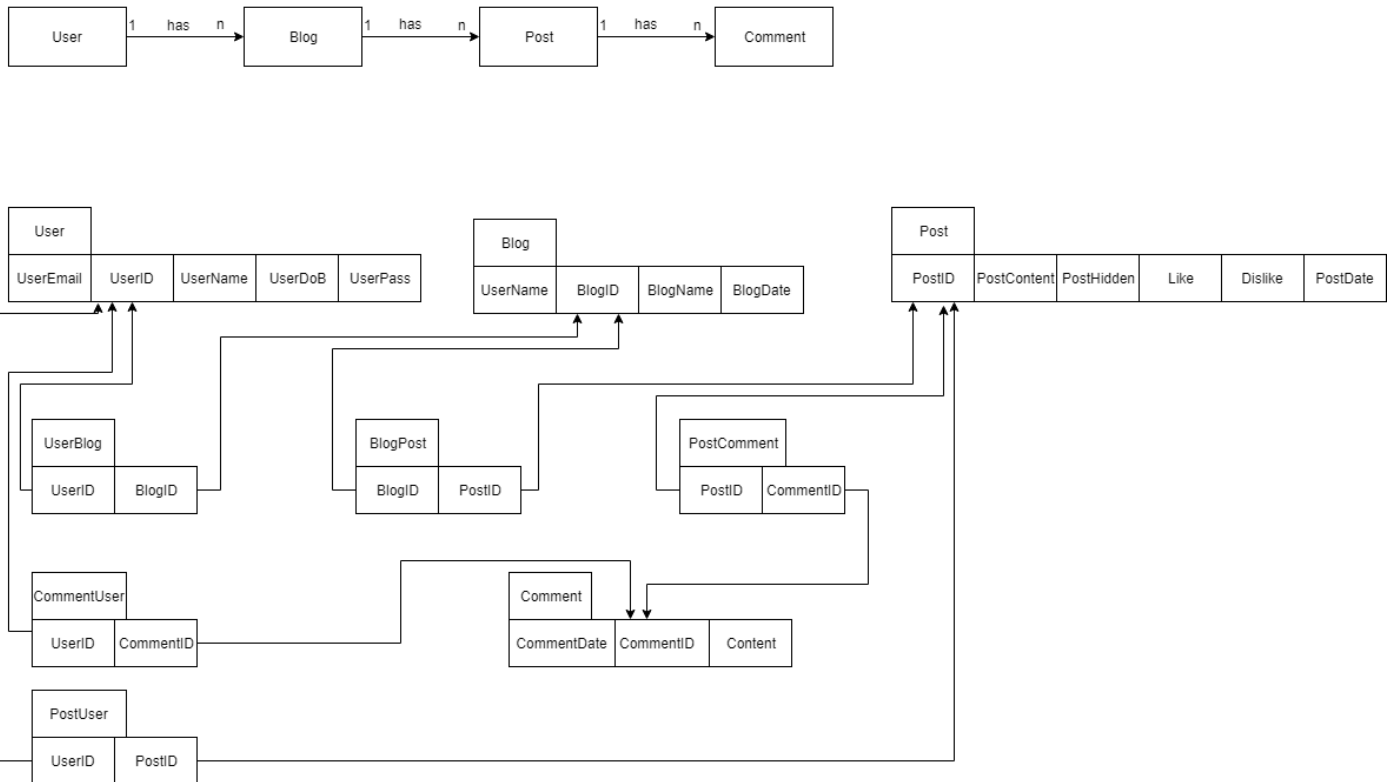 User 1 has n Blog 1 has n Post 1 has n Comment
User
UserEmail UserID UserName UserDoB UserPass
Blog
UserName BlogID BlogName BlogDate
Post
PostID PostContent PostHidden Like Dislike PostDate
UserBlog
UserID BlogID
BlogPost
BlogID PostID
PostComment
PostID CommentID
CommentUser
UserID CommentID
Comment
CommentDate CommentID Content
PostUser
UserID PostID